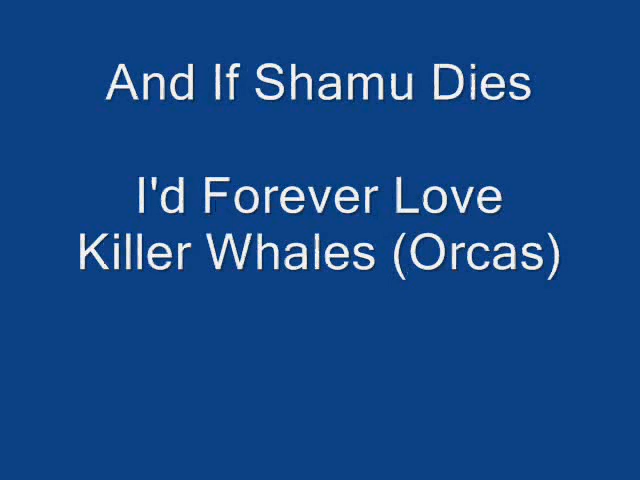 And If Shamu Dies
I'd Forever Love
Killer Whales (Orcas)